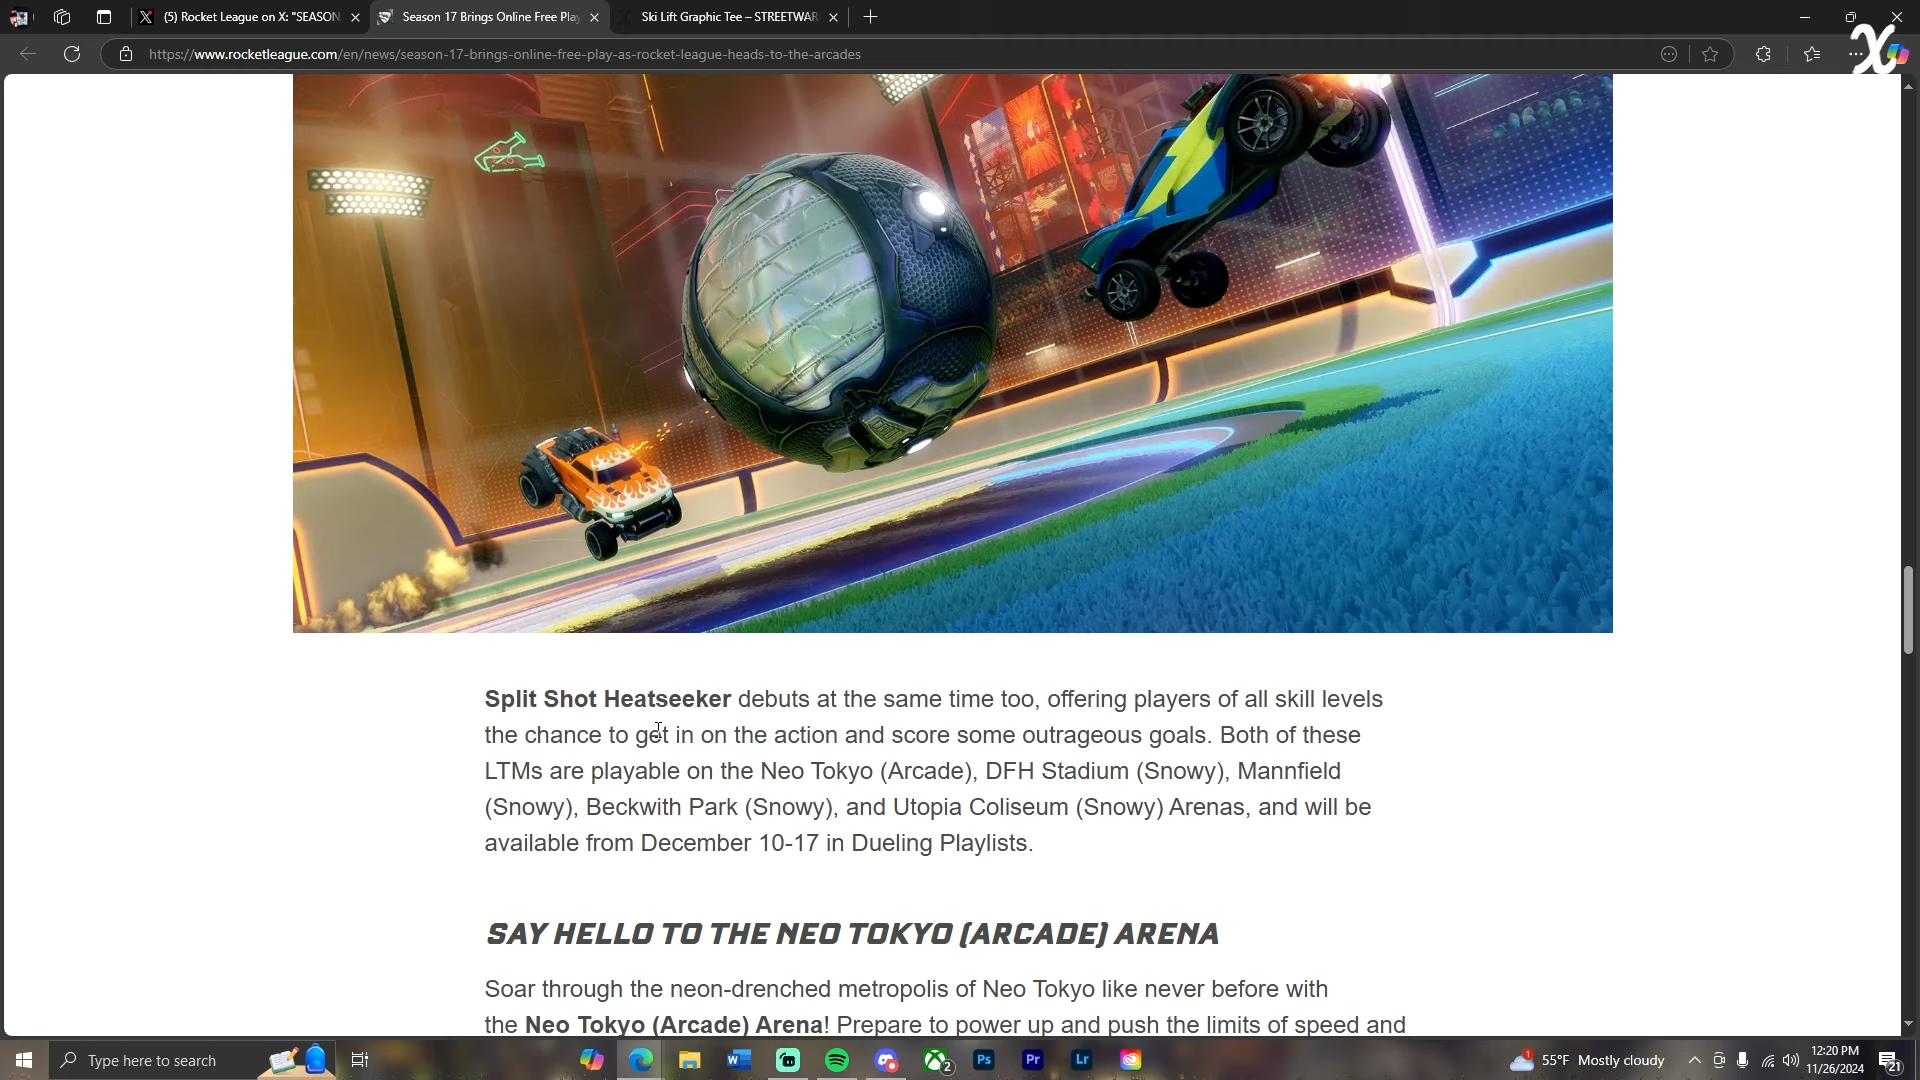 (5) Rocket League on X: "SEASON
Season 17 Brings Online Free Play
Ski Lift Graphic Tee – STREETWAR
https://www.rocketleague.com/en/news/season-17-brings-online-free-play-as-rocket-league-heads-to-the-arcades
Split Shot Heatseeker debuts at the same time too, offering players of all skill levels
the chance to get in on the action and score some outrageous goals. Both of these
LTMs are playable on the Neo Tokyo (Arcade), DFH Stadium (Snowy), Mannfield
(Snowy), Beckwith Park (Snowy), and Utopia Coliseum (Snowy) Arenas, and will be
available from December 10-17 in Dueling Playlists.
SAY HELLO TO THE NEO TOKYO (ARCADE) ARENA
Soar through the neon-drenched metropolis of Neo Tokyo like never before with
the Neo Tokyo (Arcade) Arena! Prepare to power up and push the limits of speed and
Type here to search
2
Ps
Pr
Lr
1
55°F Mostly cloudy
12:20 PM
11/26/2024
21